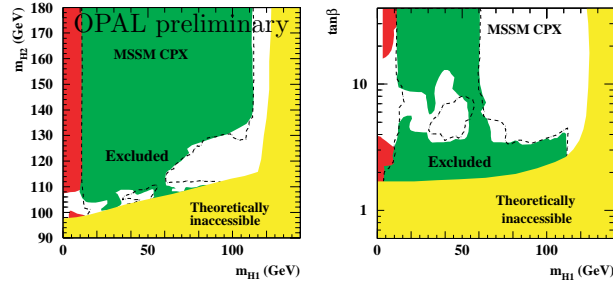 OPAL preliminary
m_H2 (GeV)
180
170
160
150
140
130
120
110
100
90
MSSM CPX
Excluded
Theoretically
inaccessible
0
50
100
m_H1 (GeV)
tanβ
10
1
MSSM CPX
Excluded
Theoretically
inaccessible
0
50
100
m_H1 (GeV)